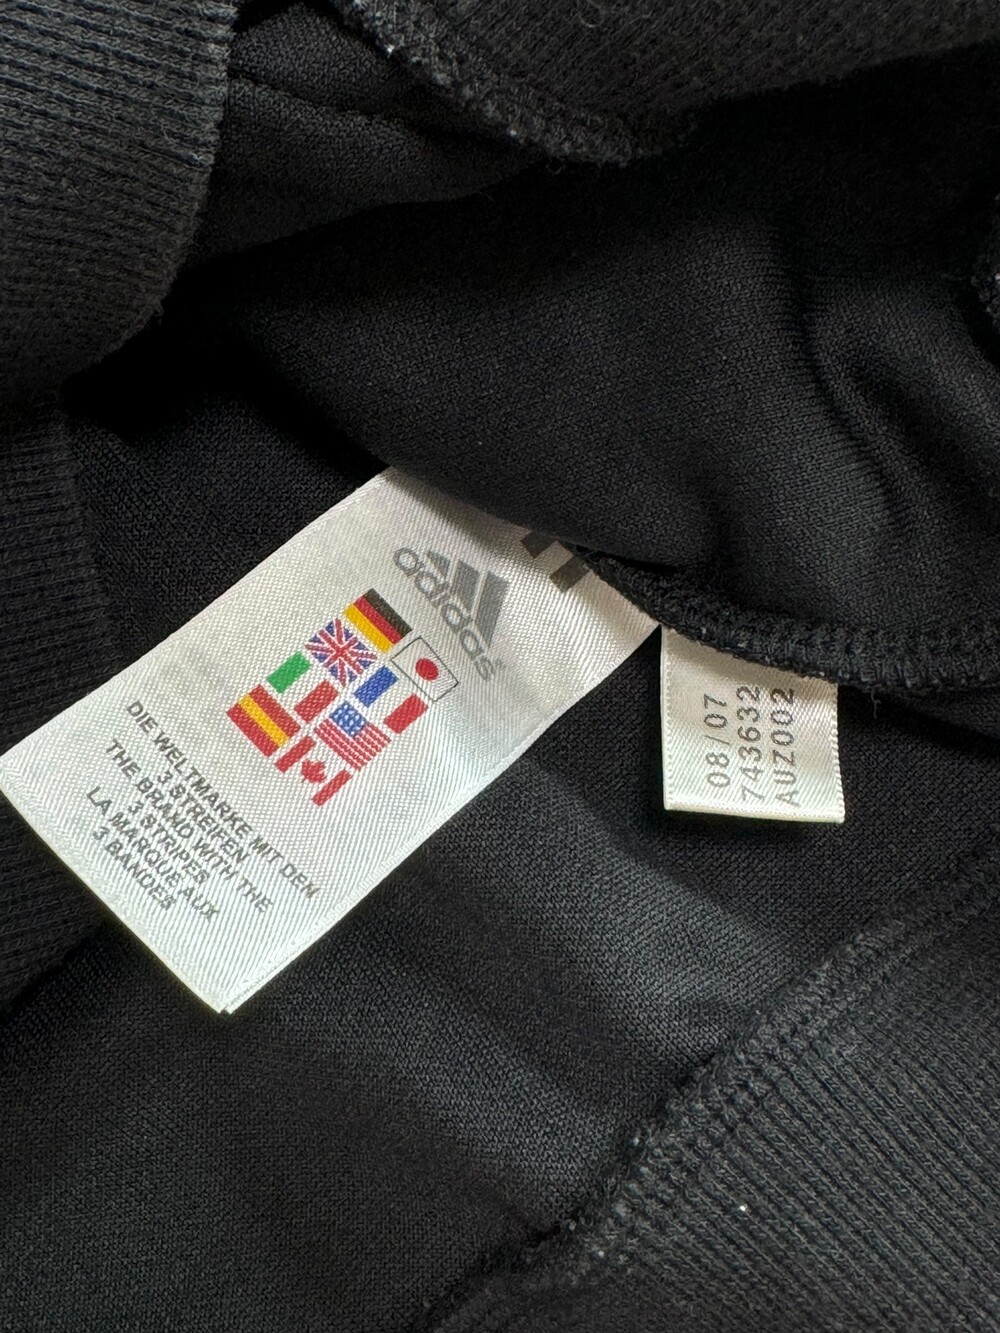 adidas
DIE WELTMARKE MIT DEN
3 STREIFEN
THE BRAND WITH THE
3 STRIPES
LA MARQUE AUX
3 BANDES
08/07
743632
AUZ002